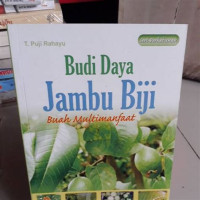 T. Puji Rahayu
Budi Daya
Jambu Biji
Buah Multimanfaat